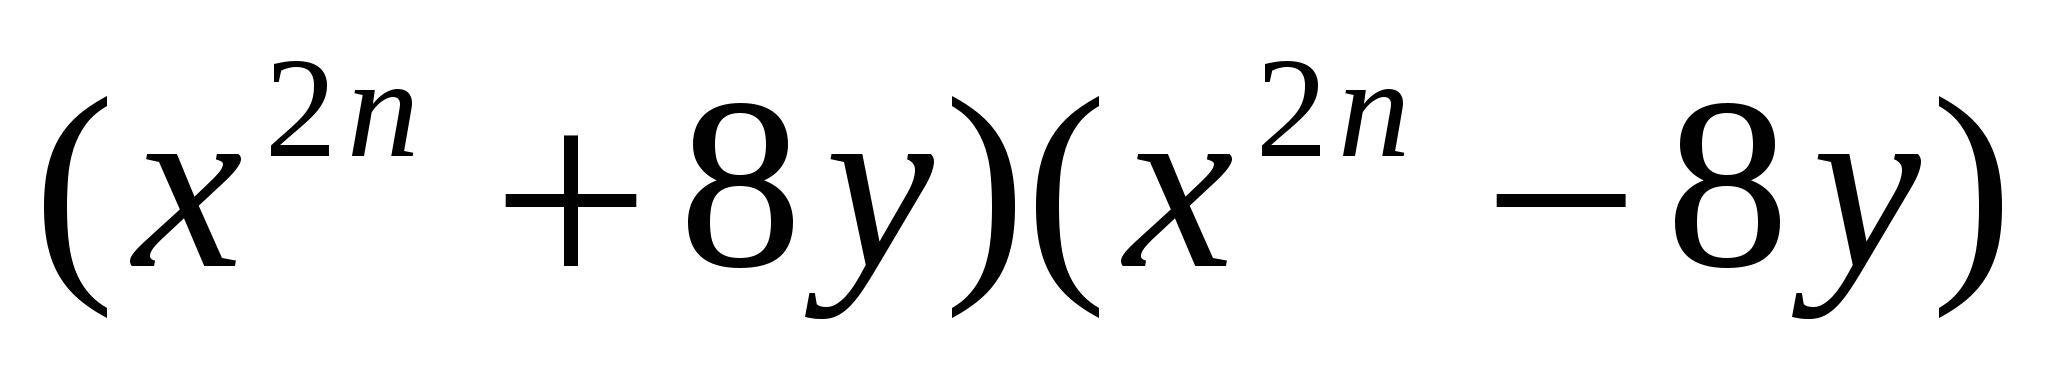 (x^{2n} + 8y)(x^{2n} − 8y)